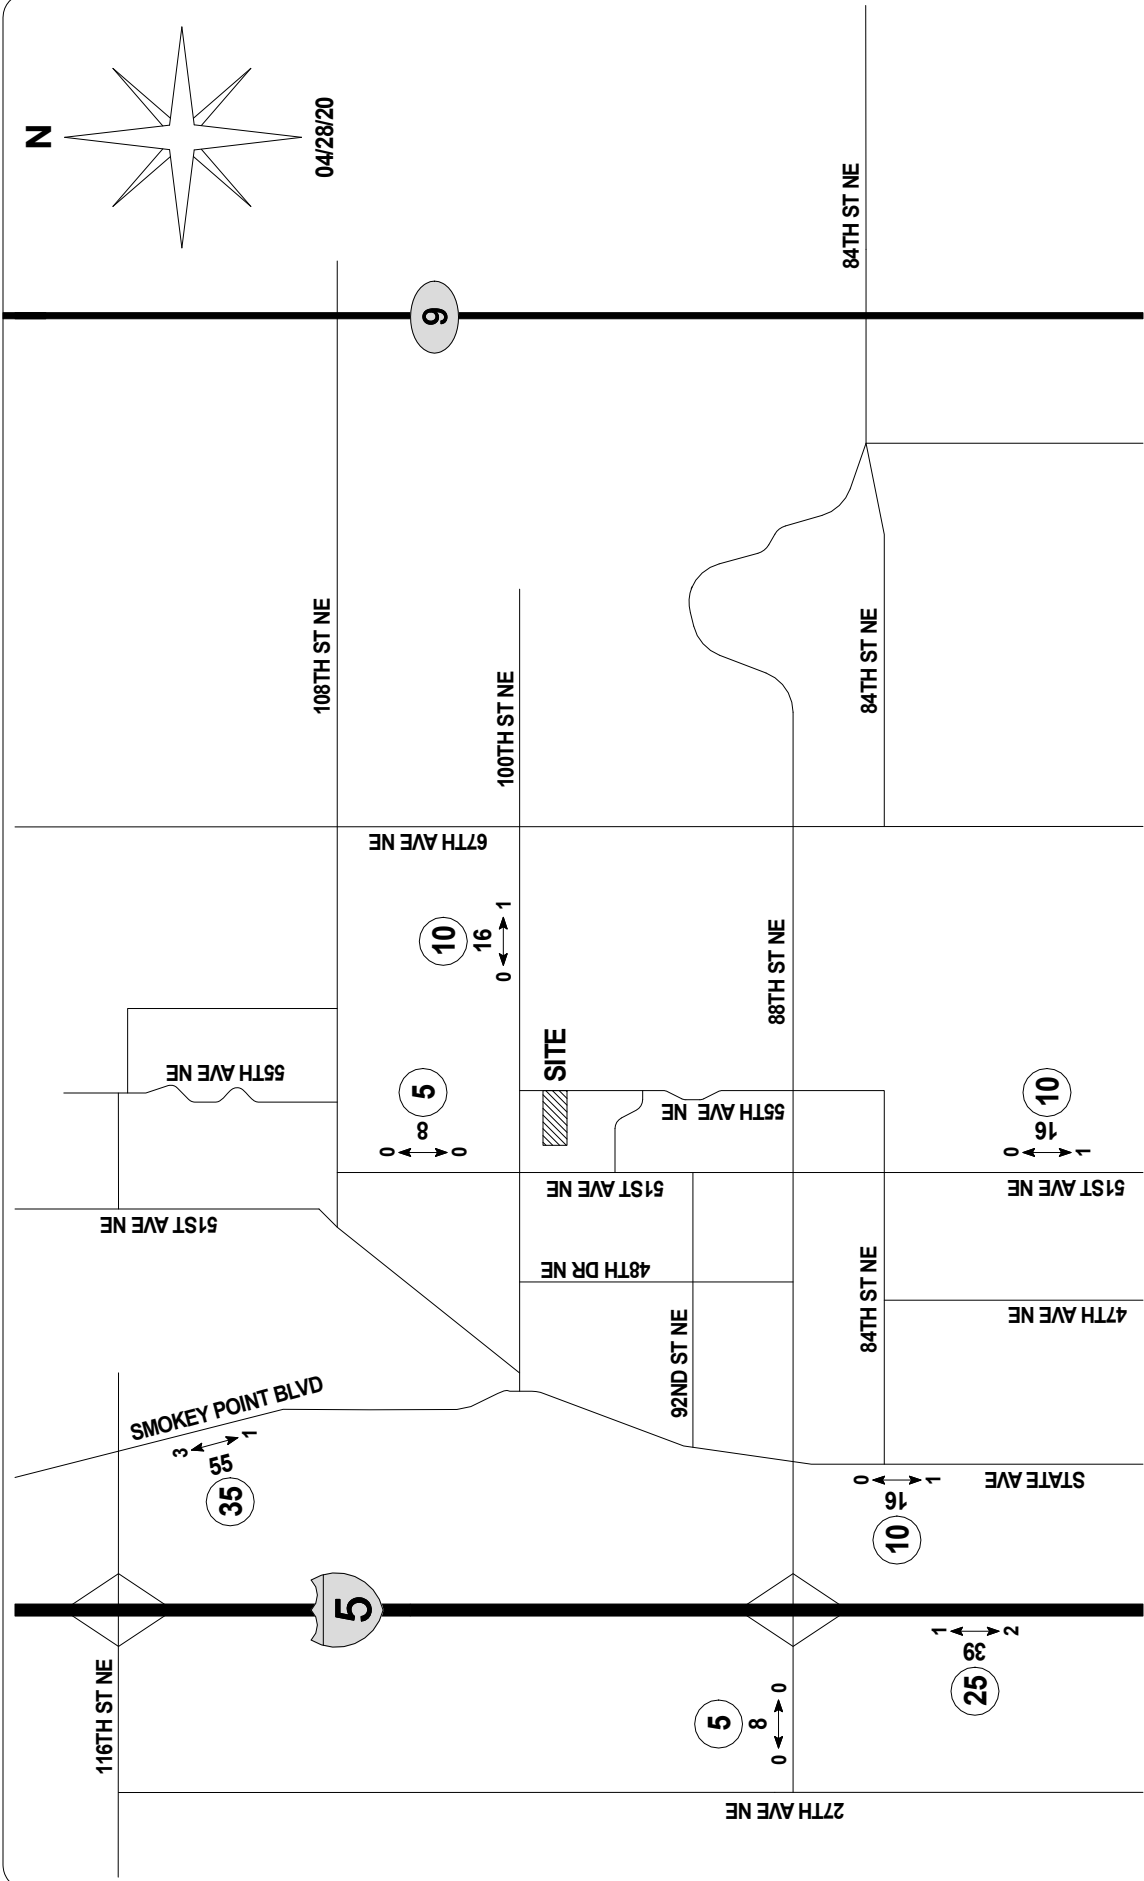 N
04/28/20
116TH ST NE
27TH AVE NE
5
SMOKEY POINT BLVD
3
1
55
35
51ST AVE NE
55TH AVE NE
108TH ST NE
9
0
0
8
5
10
16
0
1
100TH ST NE
67TH AVE NE
SITE
51ST AVE NE
48TH DR NE
55TH AVE NE
92ND ST NE
88TH ST NE
84TH ST NE
84TH ST NE
84TH ST NE
5
8
0
0
1
2
39
25
0
1
16
10
STATE AVE
47TH AVE NE
51ST AVE NE
0
1
16
10